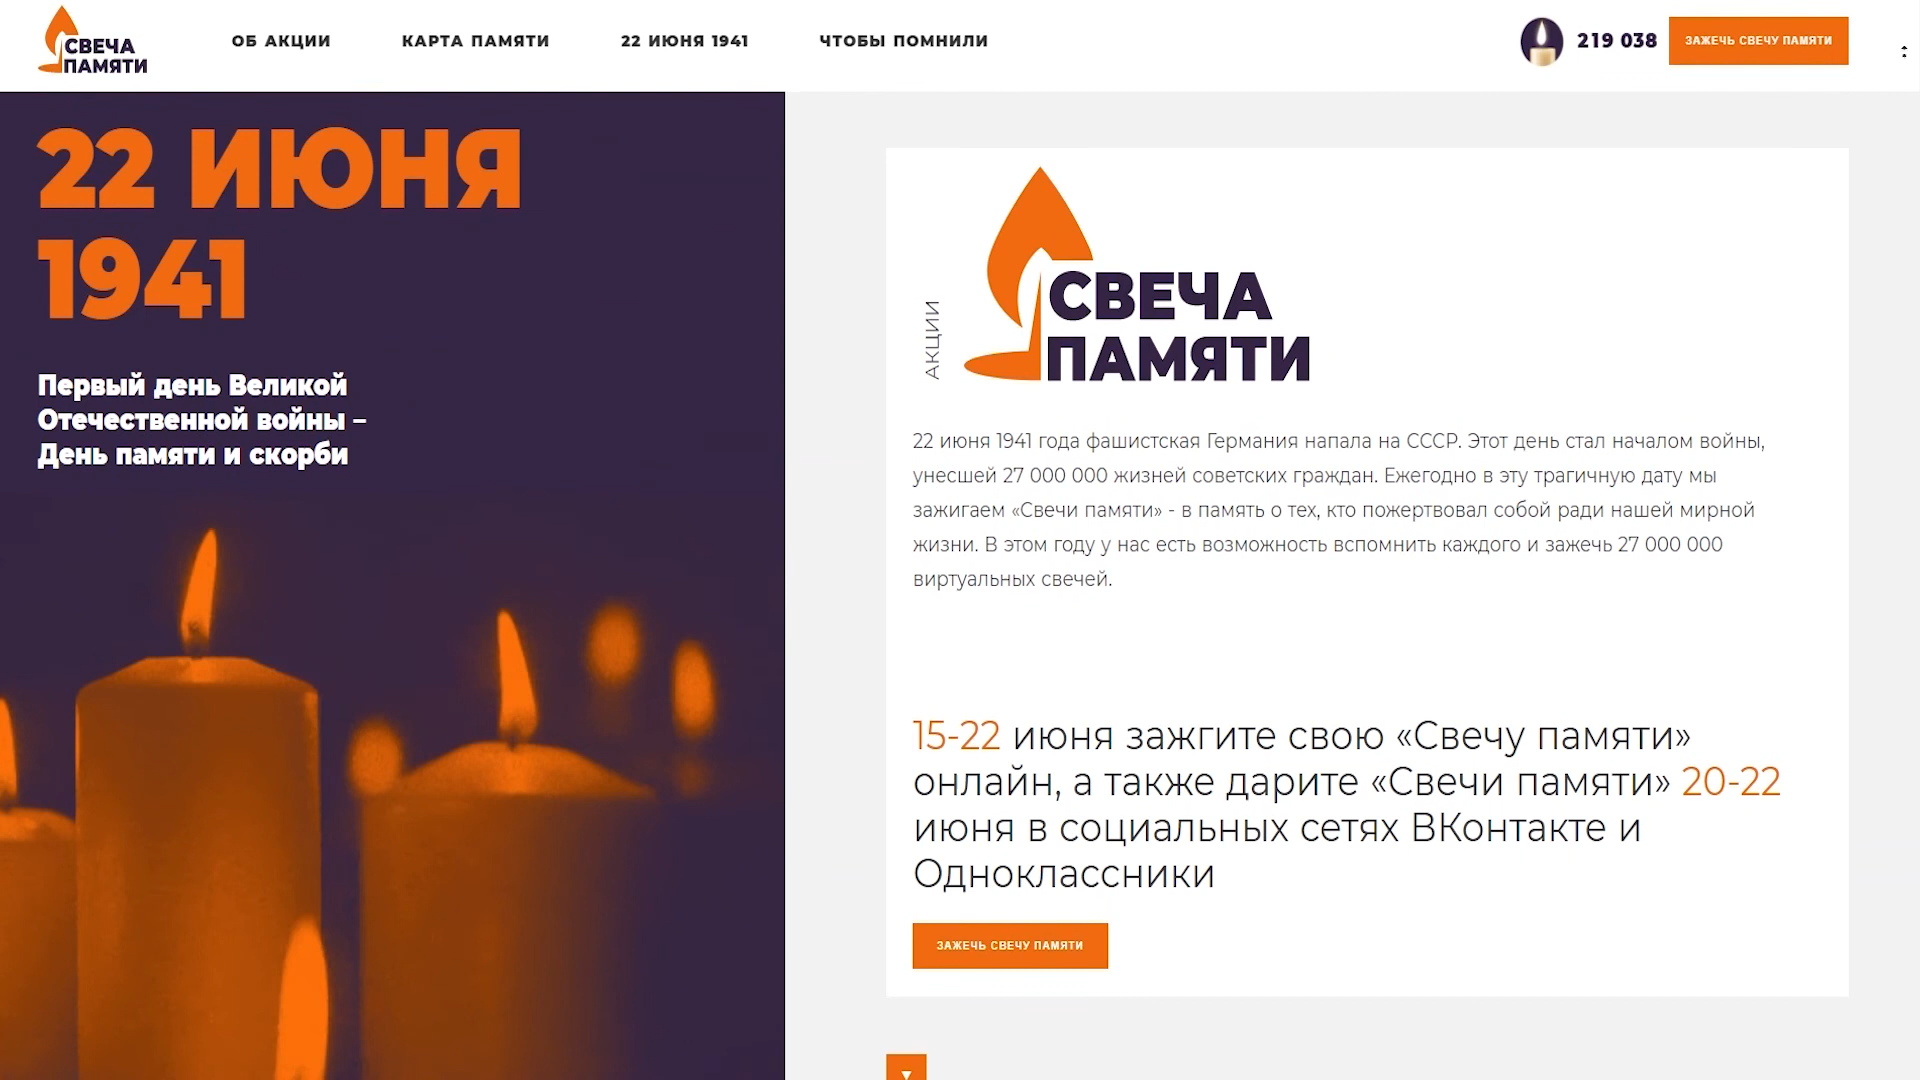 СВЕЧА
ПАМЯТИ
ОБ АКЦИИ
КАРТА ПАМЯТИ
22 ИЮНЯ 1941
ЧТОБЫ ПОМНИЛИ
219 038
ЗАЖЕЧЬ СВЕЧУ ПАМЯТИ
22 ИЮНЯ
1941
Первый день Великой
Отечественной войны –
День памяти и скорби
АКЦИИ
СВЕЧА
ПАМЯТИ
22 июня 1941 года фашистская Германия напала на СССР. Этот день стал началом войны,
унесшей 27 000 000 жизней советских граждан. Ежегодно в эту трагичную дату мы
зажигаем «Свечи памяти» - в память о тех, кто пожертвовал собой ради нашей мирной
жизни. В этом году у нас есть возможность вспомнить каждого и зажечь 27 000 000
виртуальных свечей.
15-22 июня зажгите свою «Свечу памяти»
онлайн, а также дарите «Свечи памяти» 20-22
июня в социальных сетях ВКонтакте и
Одноклассники
ЗАЖЕЧЬ СВЕЧУ ПАМЯТИ